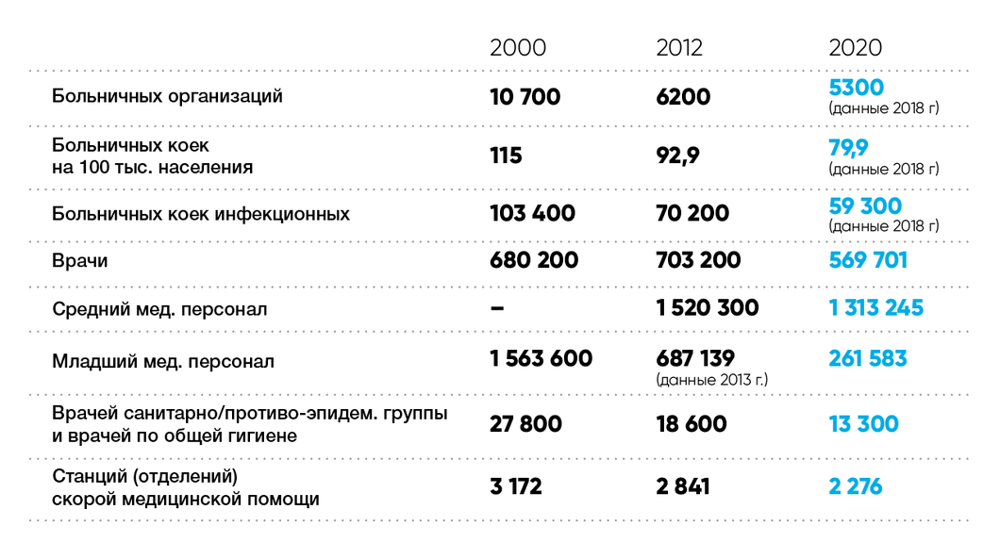 2000 2012 2020
Больничных организаций 10 700 6200 5300
(данные 2018 г)
Больничных коек
на 100 тыс. населения 115 92,9 79,9
(данные 2018 г)
Больничных коек инфекционных 103 400 70 200 59 300
(данные 2018 г)
Врачи 680 200 703 200 569 701
Средний мед. персонал – 1 520 300 1 313 245
Младший мед. персонал 1 563 600 687 139 261 583
(данные 2013 г.)
Врачей санитарно/противо-эпидем. группы
и врачей по общей гигиене 27 800 18 600 13 300
Станций (отделений)
скорой медицинской помощи 3 172 2 841 2 276